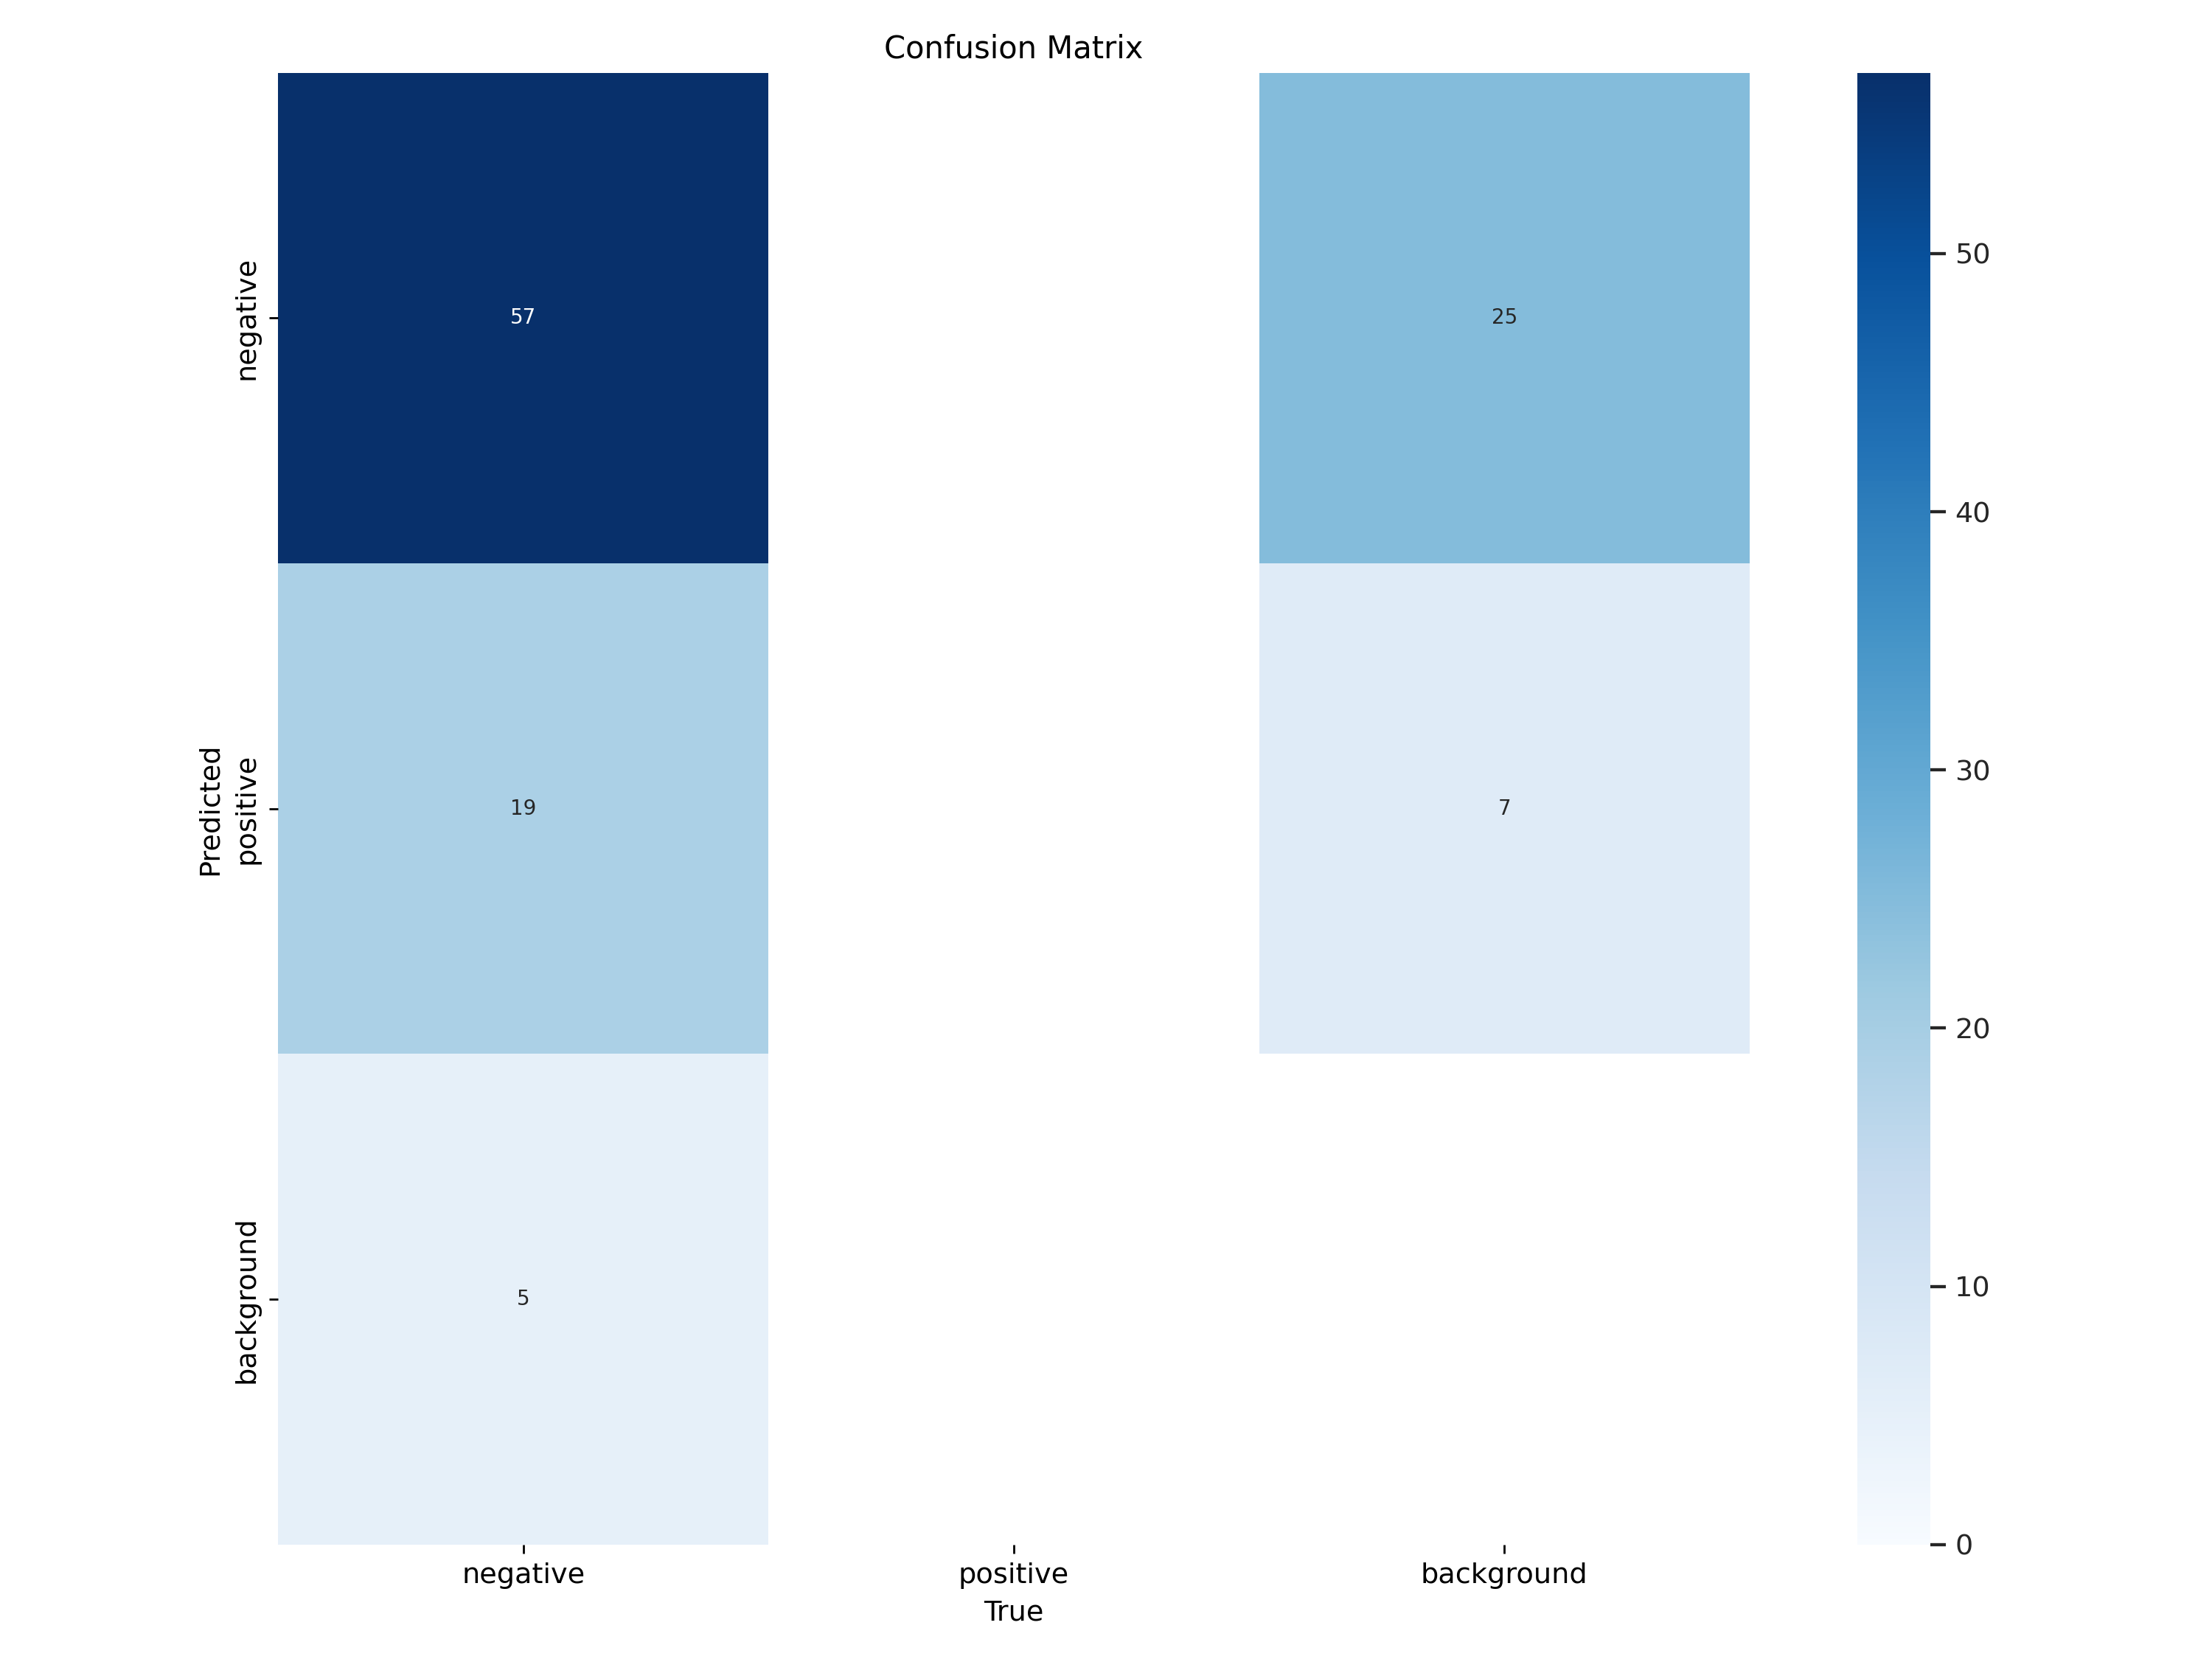 Confusion Matrix
negative
57
25
50
40
30
Predicted
positive
19
7
20
background
5
10
0
negative
positive
background
True